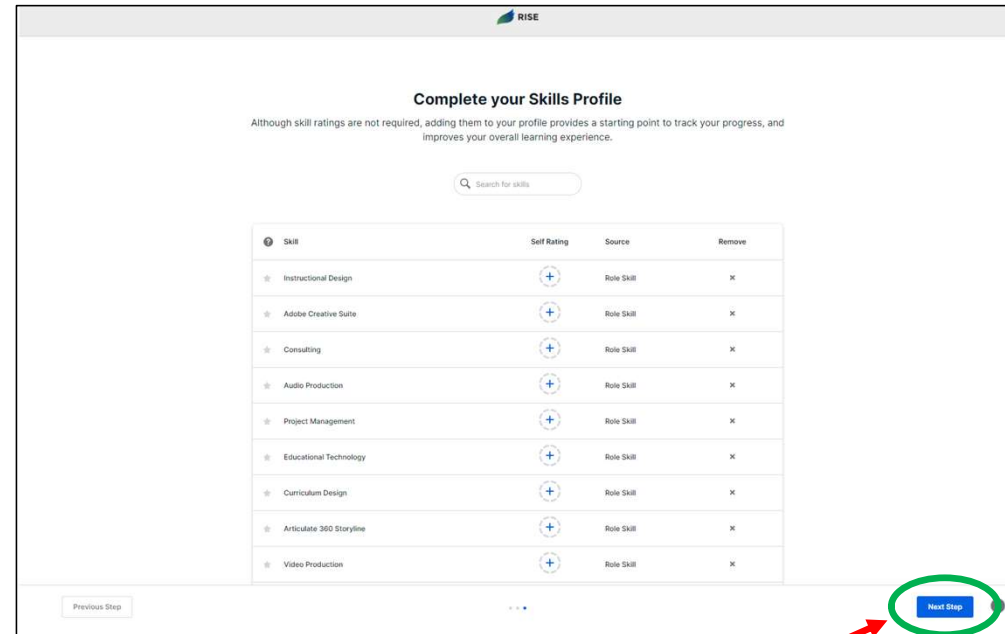 RISE
Complete your Skills Profile
Although skill ratings are not required, adding them to your profile provides a starting point to track your progress, and
improves your overall learning experience.
Search for skills
? Skill Self Rating Source Remove
Instructional Design + Role Skill ×
Adobe Creative Suite + Role Skill ×
Consulting + Role Skill ×
Audio Production + Role Skill ×
Project Management + Role Skill ×
Educational Technology + Role Skill ×
Curriculum Design + Role Skill ×
Articulate 360 Storyline + Role Skill ×
Video Production + Role Skill ×
Previous Step Next Step